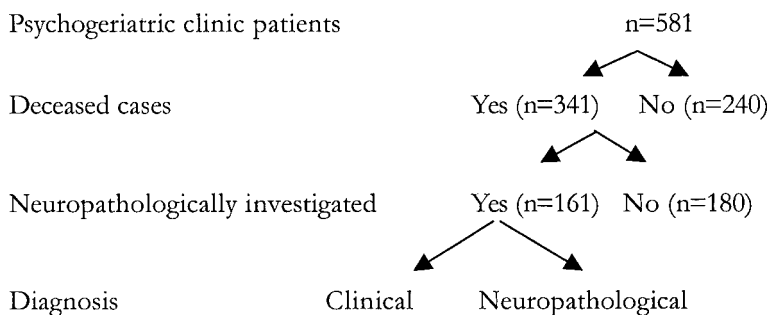 Psychogeriatric clinic patients n=581
Deceased cases Yes (n=341) No (n=240)
Neuropathologically investigated Yes (n=161) No (n=180)
Diagnosis Clinical Neuropathological